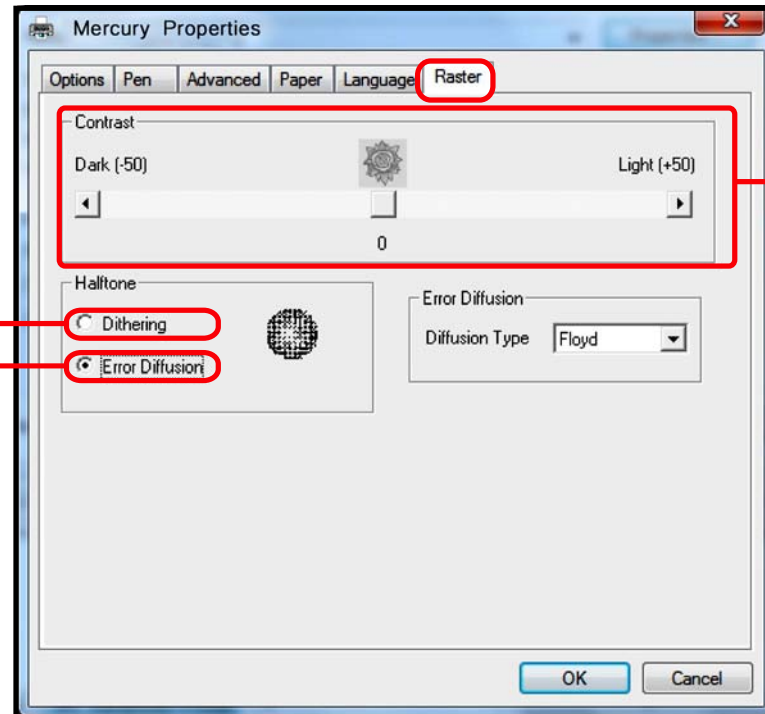 Mercury Properties
Options Pen Advanced Paper Language Raster
Contrast
Dark (-50) Light (+50)
0
Halftone
Dithering
Error Diffusion
Error Diffusion
Diffusion Type Floyd
OK Cancel